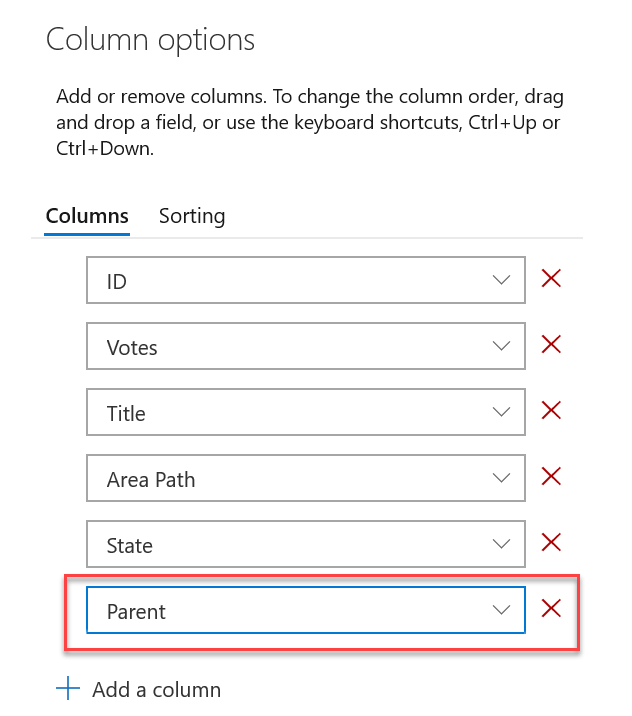 Column options
Add or remove columns. To change the column order, drag
and drop a field, or use the keyboard shortcuts, Ctrl+Up or
Ctrl+Down.
Columns Sorting
ID
Votes
Title
Area Path
State
Parent
Add a column